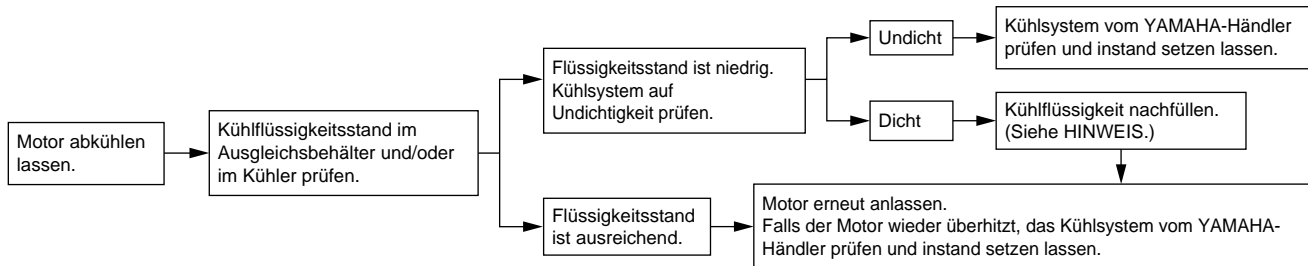 Motor abkühlen
lassen.
Kühlflüssigkeitsstand im
Ausgleichsbehälter und/oder
im Kühler prüfen.
Flüssigkeitsstand ist niedrig.
Kühlsystem auf
Undichtigkeit prüfen.
Undicht
Kühlsystem vom YAMAHA-Händler
prüfen und instand setzen lassen.
Dicht
Kühlflüssigkeit nachfüllen.
(Siehe HINWEIS.)
Flüssigkeitsstand
ist ausreichend.
Motor erneut anlassen.
Falls der Motor wieder überhitzt, das Kühlsystem vom YAMAHA-
Händler prüfen und instand setzen lassen.